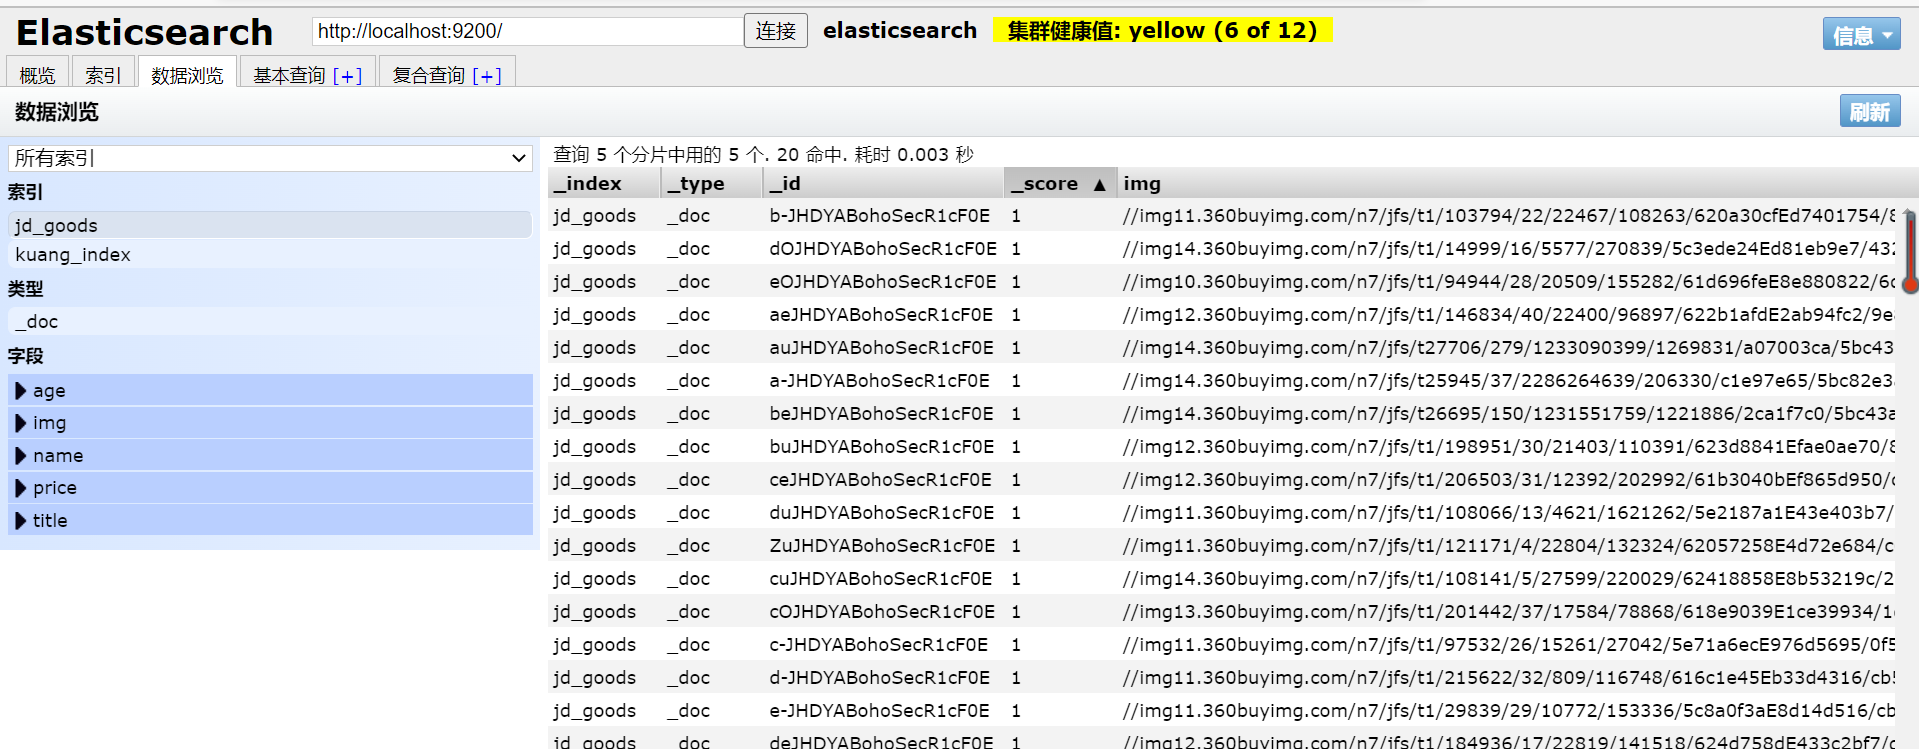 Elasticsearch http://localhost:9200/ 连接 elasticsearch 集群健康值: yellow (6 of 12) 信息
概览 索引 数据浏览 基本查询 [+] 复合查询 [+]
数据浏览 刷新
所有索引
索引
jd_goods
kuang_index
类型
_doc
字段
age
img
name
price
title
查询 5 个分片中用的 5 个. 20 命中. 耗时 0.003 秒
_index _type _id _score ▲ img
jd_goods _doc b-JHDYABohoSecR1cF0E 1 //img11.360buyimg.com/n7/jfs/t1/103794/22/22467/108263/620a30cfEd7401754/8
jd_goods _doc dOJHDYABohoSecR1cF0E 1 //img14.360buyimg.com/n7/jfs/t1/14999/16/5577/270839/5c3ede24Ed81eb9e7/432
jd_goods _doc eOJHDYABohoSecR1cF0E 1 //img10.360buyimg.com/n7/jfs/t1/94944/28/20509/155282/61d696feE8e880822/6c
jd_goods _doc aeJHDYABohoSecR1cF0E 1 //img12.360buyimg.com/n7/jfs/t1/146834/40/22400/96897/622b1afdE2ab94fc2/9e
jd_goods _doc auJHDYABohoSecR1cF0E 1 //img14.360buyimg.com/n7/jfs/t27706/279/1233090399/1269831/a07003ca/5bc43
jd_goods _doc a-JHDYABohoSecR1cF0E 1 //img14.360buyimg.com/n7/jfs/t25945/37/2286264639/206330/c1e97e65/5bc82e3
jd_goods _doc beJHDYABohoSecR1cF0E 1 //img14.360buyimg.com/n7/jfs/t26695/150/1231551759/1221886/2ca1f7c0/5bc43a
jd_goods _doc buJHDYABohoSecR1cF0E 1 //img12.360buyimg.com/n7/jfs/t1/198951/30/21403/110391/623d8841Efae0ae70/8
jd_goods _doc ceJHDYABohoSecR1cF0E 1 //img12.360buyimg.com/n7/jfs/t1/206503/31/12392/202992/61b3040bEf865d950/
jd_goods _doc duJHDYABohoSecR1cF0E 1 //img11.360buyimg.com/n7/jfs/t1/108066/13/4621/1621262/5e2187a1E43e403b7/
jd_goods _doc ZuJHDYABohoSecR1cF0E 1 //img11.360buyimg.com/n7/jfs/t1/121171/4/22804/132324/62057258E4d72e684/c
jd_goods _doc cuJHDYABohoSecR1cF0E 1 //img14.360buyimg.com/n7/jfs/t1/108141/5/27599/220029/62418858E8b53219c/2
jd_goods _doc cOJHDYABohoSecR1cF0E 1 //img13.360buyimg.com/n7/jfs/t1/201442/37/17584/78868/618e9039E1ce39934/1
jd_goods _doc c-JHDYABohoSecR1cF0E 1 //img11.360buyimg.com/n7/jfs/t1/97532/26/15261/27042/5e71a6ecE976d5695/0f5
jd_goods _doc d-JHDYABohoSecR1cF0E 1 //img11.360buyimg.com/n7/jfs/t1/215622/32/809/116748/616c1e45Eb33d4316/cb5
jd_goods _doc e-JHDYABohoSecR1cF0E 1 //img11.360buyimg.com/n7/jfs/t1/29839/29/10772/153336/5c8a0f3aE8d14d516/cb
jd_goods _doc deJHDYABohoSecR1cF0E 1 //img12.360buyimg.com/n7/jfs/t1/184936/17/22819/141518/624d758dE433c2bf7/